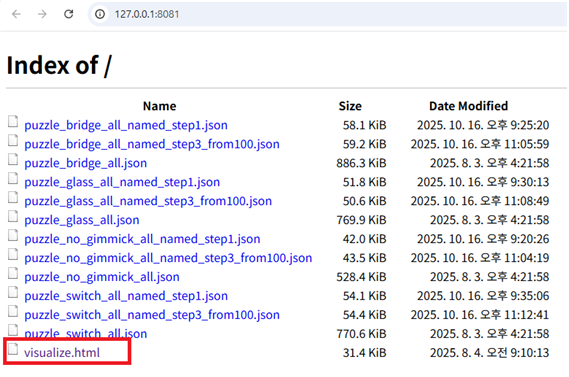 127.0.0.1:8081
Index of /
Name Size Date Modified
puzzle_bridge_all_named_step1.json 58.1 KiB 2025. 10. 16. 오후 9:25:20
puzzle_bridge_all_named_step3_from100.json 59.2 KiB 2025. 10. 16. 오후 11:05:59
puzzle_bridge_all.json 886.3 KiB 2025. 8. 3. 오후 4:21:58
puzzle_glass_all_named_step1.json 51.8 KiB 2025. 10. 16. 오후 9:30:13
puzzle_glass_all_named_step3_from100.json 50.6 KiB 2025. 10. 16. 오후 11:08:49
puzzle_glass_all.json 769.9 KiB 2025. 8. 3. 오후 4:21:58
puzzle_no_gimmick_all_named_step1.json 42.0 KiB 2025. 10. 16. 오후 9:20:26
puzzle_no_gimmick_all_named_step3_from100.json 43.5 KiB 2025. 10. 16. 오후 11:04:19
puzzle_no_gimmick_all.json 528.4 KiB 2025. 8. 3. 오후 4:21:58
puzzle_switch_all_named_step1.json 54.1 KiB 2025. 10. 16. 오후 9:35:06
puzzle_switch_all_named_step3_from100.json 54.4 KiB 2025. 10. 16. 오후 11:12:41
puzzle_switch_all.json 770.6 KiB 2025. 8. 3. 오후 4:21:58
visualize.html 31.4 KiB 2025. 8. 4. 오전 9:10:13